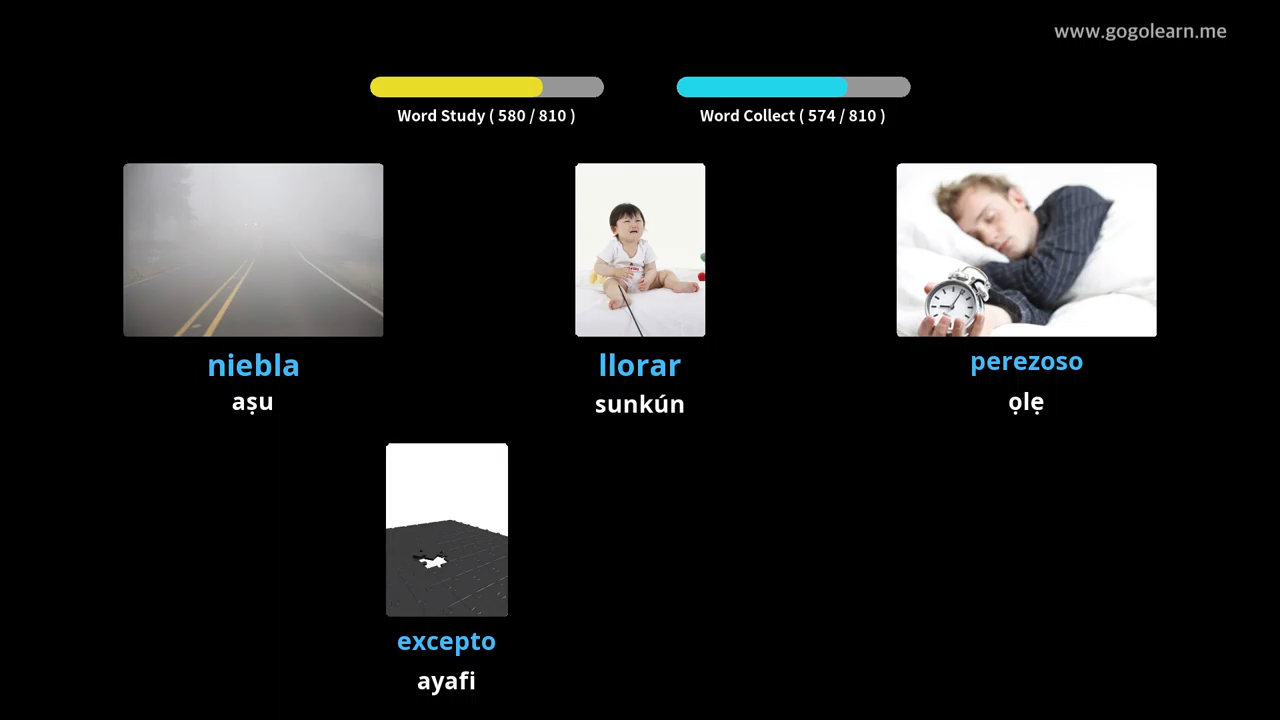 www.gogolearn.me
Word Study ( 580 / 810 )
Word Collect ( 574 / 810 )
niebla
aṣu
llorar
sunkún
perezoso
ọlẹ
excepto
ayafi